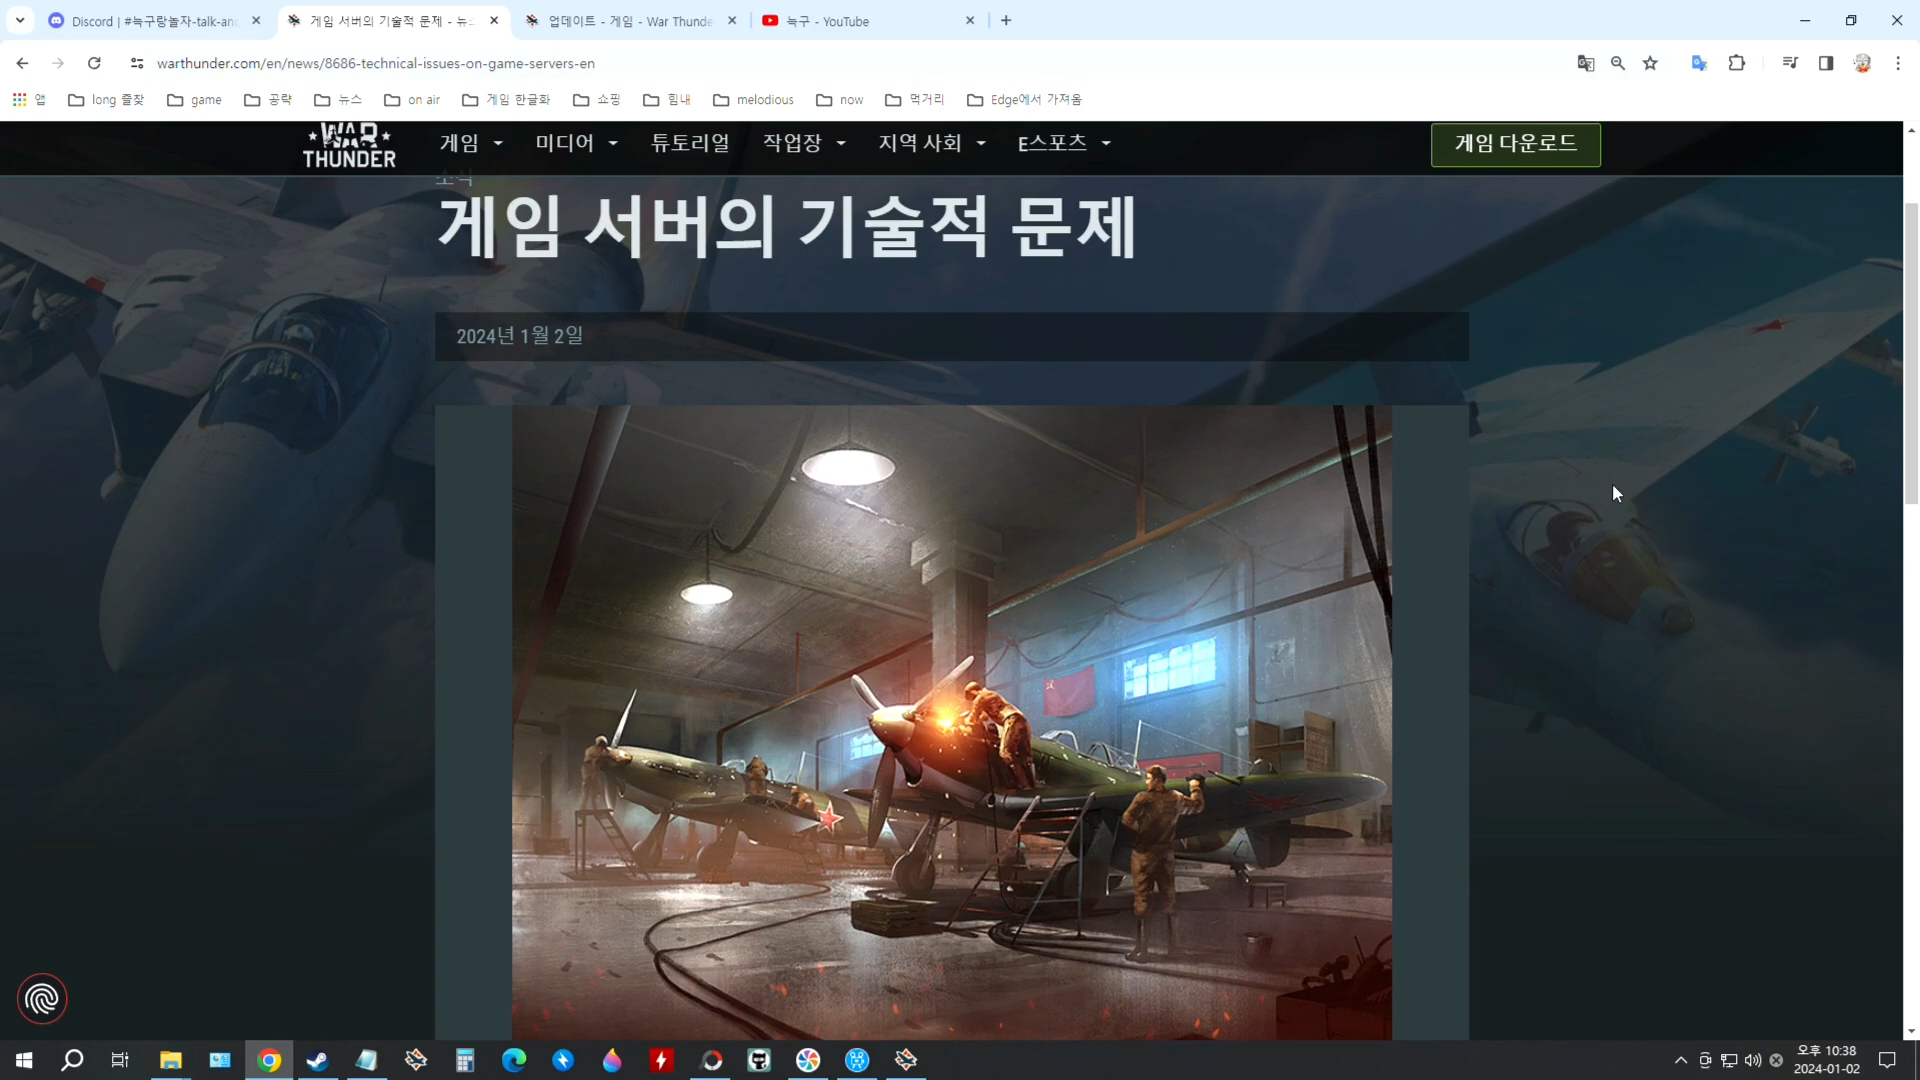 Discord | #늑구랑놀자-talk-and
게임 서버의 기술적 문제 - 뉴스
업데이트 - 게임 - War Thunde
늑구 - YouTube
warthunder.com/en/news/8686-technical-issues-on-game-servers-en
앱
long 즐찾
game
공략
뉴스
on air
게임 한글화
쇼핑
힘내
melodious
now
먹거리
Edge에서 가져옴
WAR
THUNDER
게임
미디어
튜토리얼
작업장
지역 사회
E스포츠
게임 다운로드
소식
게임 서버의 기술적 문제
2024년 1월 2일
오후 10:38
2024-01-02